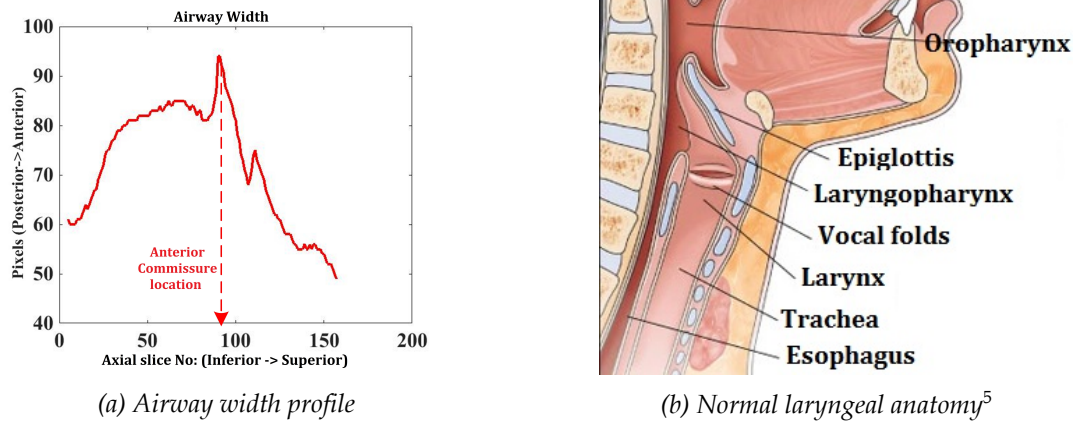 Airway Width
100
90
80
70
60
50
40
Pixels (Posterior->Anterior)
Anterior
Commissure
location
0
50
100
150
200
Axial slice No: (Inferior -> Superior)
(a) Airway width profile
Oropharynx
Epiglottis
Laryngopharynx
Vocal folds
Larynx
Trachea
Esophagus
(b) Normal laryngeal anatomy⁵